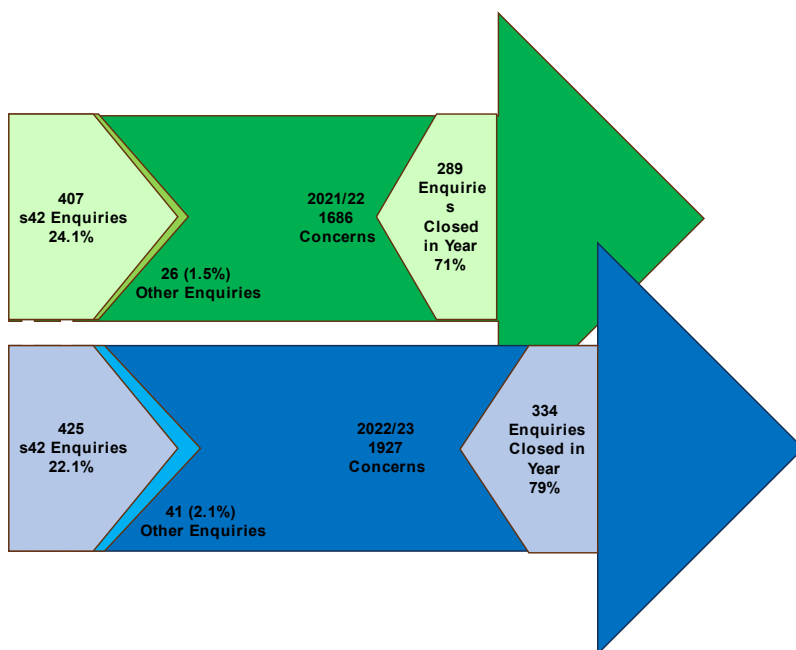 407
s42 Enquiries
24.1%
26 (1.5%)
Other Enquiries
2021/22
1686
Concerns
289
Enquirie
s
Closed
in Year
71%
425
s42 Enquiries
22.1%
41 (2.1%)
Other Enquiries
2022/23
1927
Concerns
334
Enquiries
Closed in
Year
79%